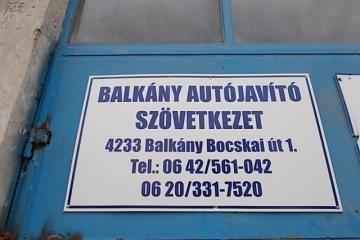 BALKÁNY AUTÓJAVÍTÓ
SZÖVETKEZET
4233 Balkány Bocskai út 1.
Tel.: 06 42/561-042
06 20/331-7520